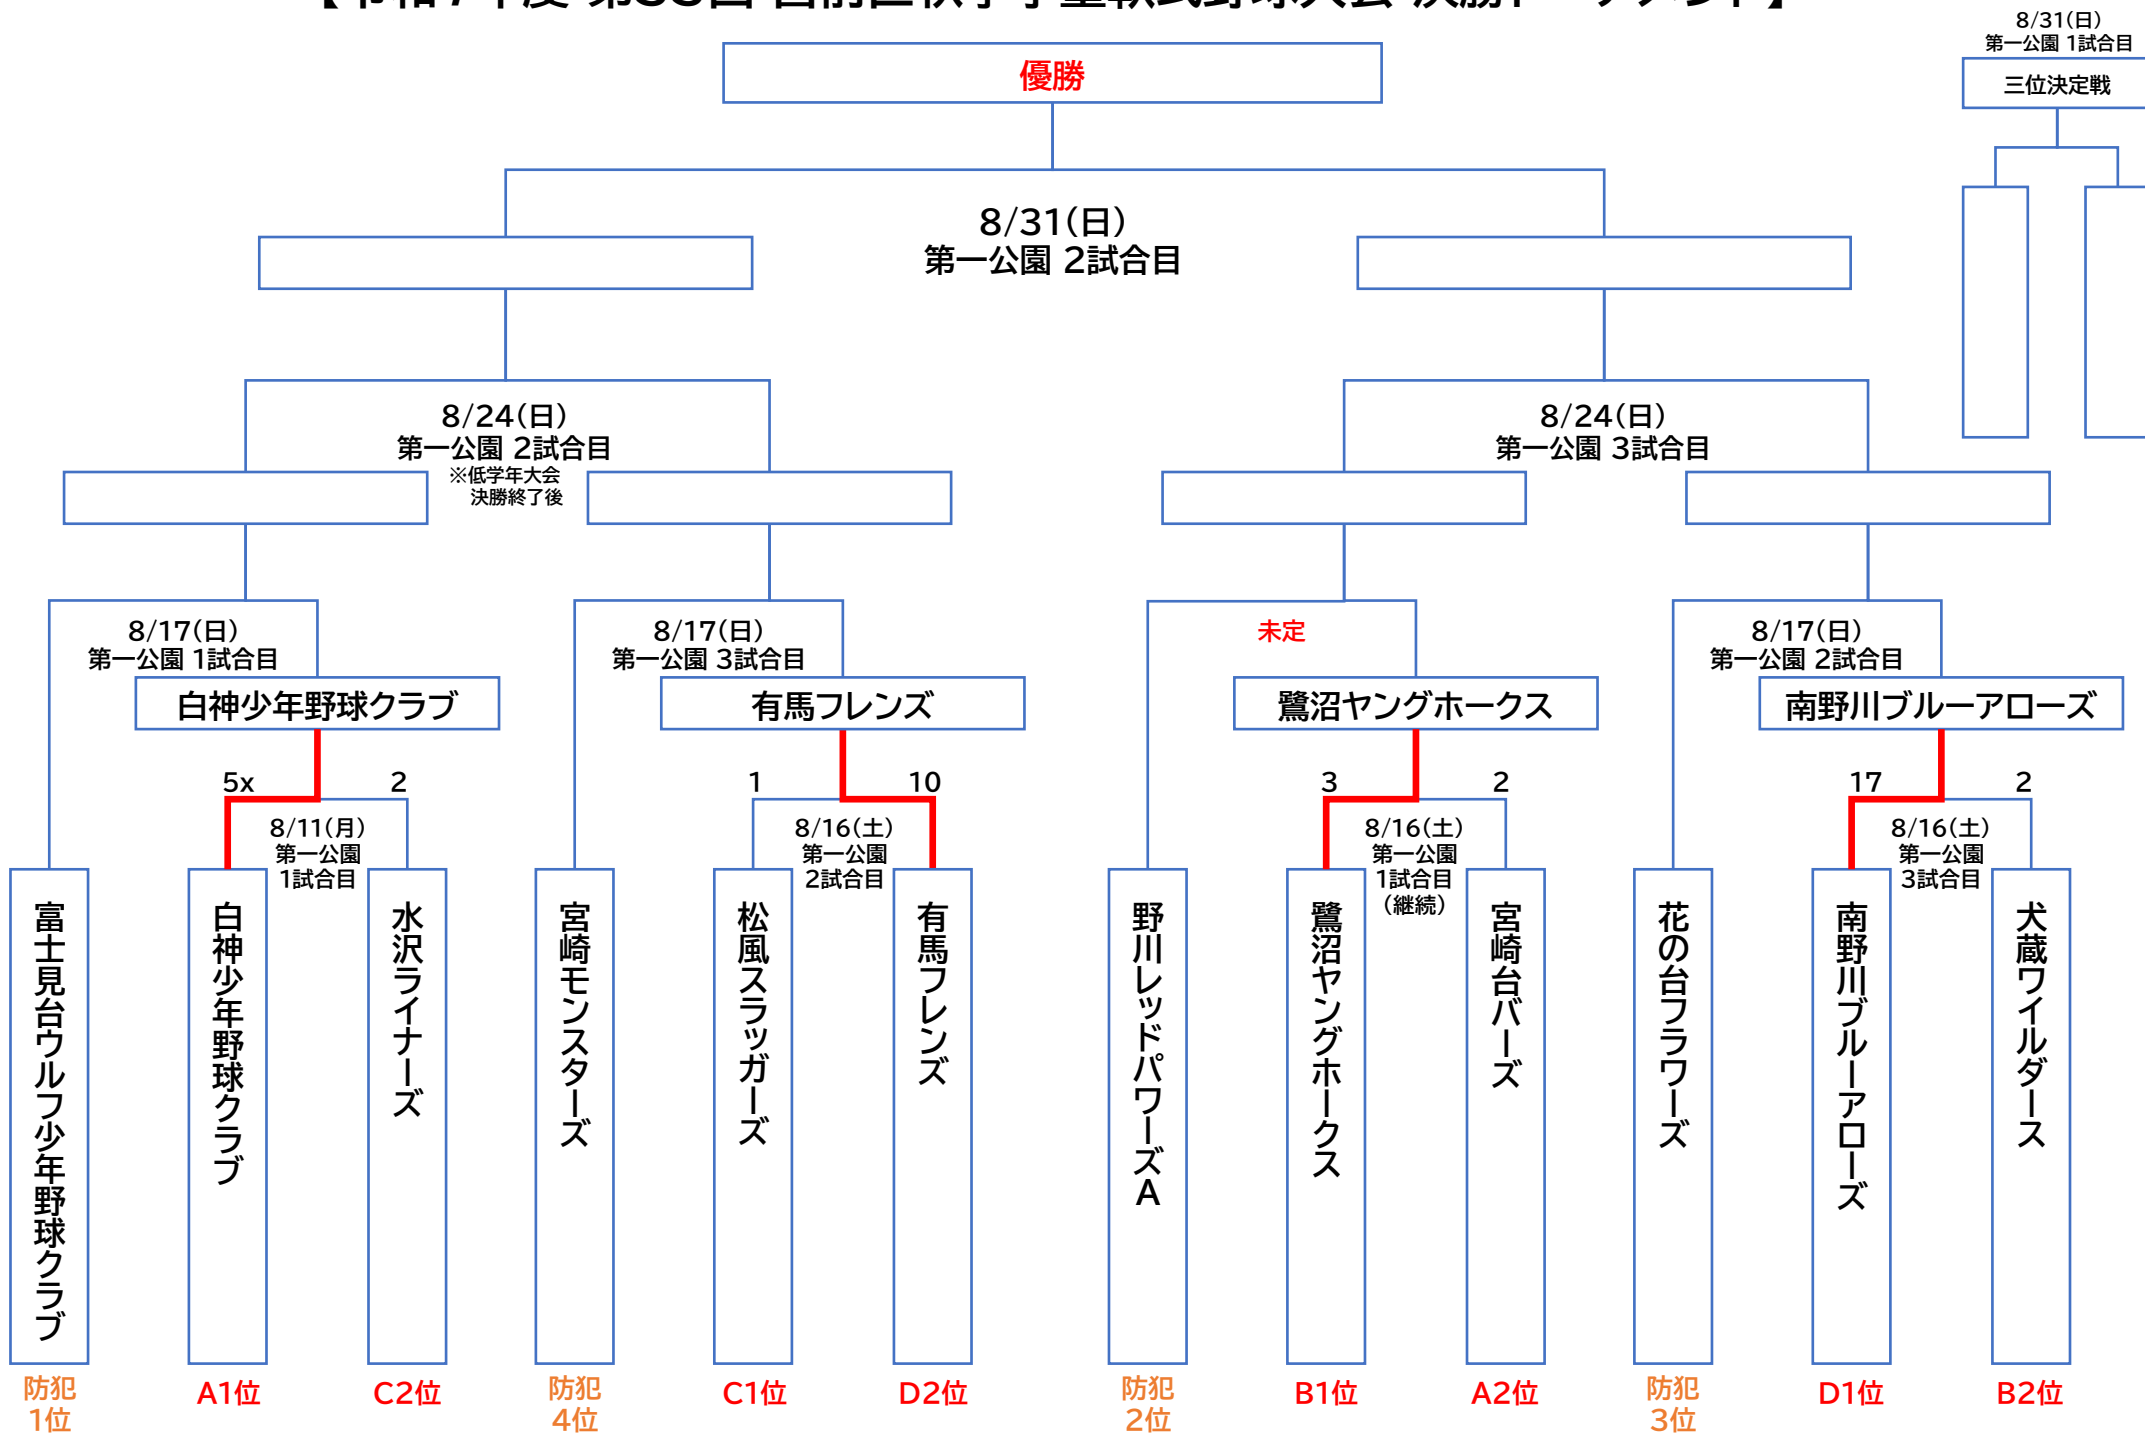 8/31(日)
第一公園 1試合目
三位決定戦
優勝
8/31(日)
第一公園 2試合目
8/24(日)
第一公園 2試合目
※低学年大会
決勝終了後
8/24(日)
第一公園 3試合目
8/17(日)
第一公園 1試合目
8/17(日)
第一公園 3試合目
未定
8/17(日)
第一公園 2試合目
白神少年野球クラブ
有馬フレンズ
鷺沼ヤングホークス
南野川ブルーアローズ
5x
2
1
10
3
2
17
2
8/11(月)
第一公園
1試合目
8/16(土)
第一公園
2試合目
8/16(土)
第一公園
1試合目
(継続)
8/16(土)
第一公園
3試合目
富士見台ウルフ少年野球クラブ
白神少年野球クラブ
水沢ライナーズ
宮崎モンスターズ
松風スラッガーズ
有馬フレンズ
野川レッドパワーズA
鷺沼ヤングホークス
宮崎台バーズ
花の台フラワーズ
南野川ブルーアローズ
犬蔵ワイルダース
防犯
1位
A1位
C2位
防犯
4位
C1位
D2位
防犯
2位
B1位
A2位
防犯
3位
D1位
B2位